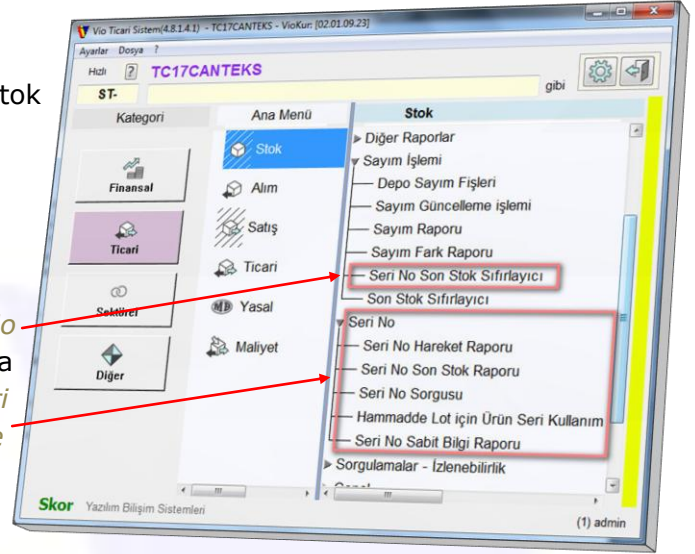 Vio Ticari Sistem(4.8.1.4.1) - TC17CANTEKS - VioKur: [02.01.09.23]
Ayarlar Dosya ?
Hızlı ? TC17CANTEKS
ST- gibi
tok
Kategori Ana Menü Stok
Finansal
Ticari
Sektörel
Diğer
Stok
Alım
Satış
Ticari
Yasal
Maliyet
Diğer Raporlar
Sayım İşlemi
Depo Sayım Fişleri
Sayım Güncelleme işlemi
Sayım Raporu
Sayım Fark Raporu
Seri No Son Stok Sıfırlayıcı
Son Stok Sıfırlayıcı
Seri No
Seri No Hareket Raporu
Seri No Son Stok Raporu
Seri No Sorgusu
Hammadde Lot için Ürün Seri Kullanım
Seri No Sabit Bilgi Raporu
Sorgulamalar - İzlenebilirlik
o
a
ri
e
Skor Yazılım Bilişim Sistemleri
(1) admin